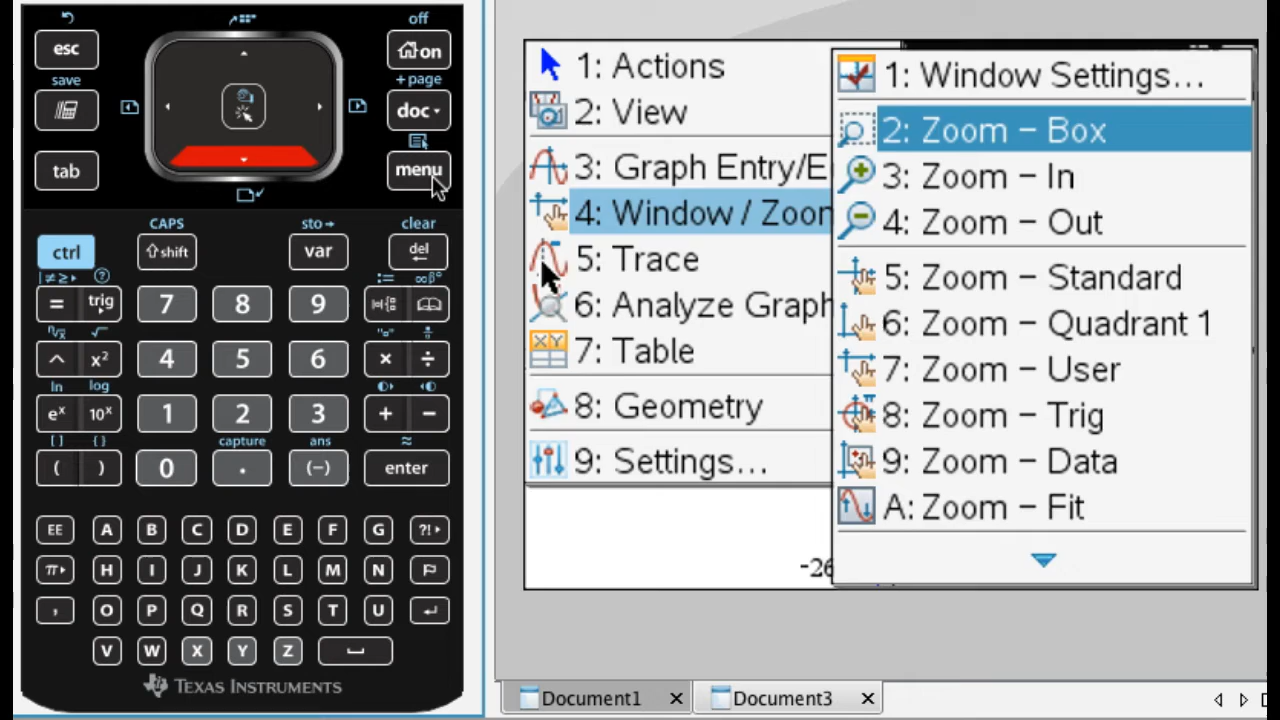 off
esc
on
save
+ page
doc
tab
menu
CAPS
sto→
clear
ctrl
shift
var
del
|≠≥▸
?
:=
∞β°
=
trig
7
8
9
|□|{□
ⁿ√x
√
"□"
^
x²
4
5
6
×
÷
ln
log
eˣ
10ˣ
1
2
3
+
−
[ ]
{ }
capture
ans
≈
(
)
0
.
(−)
enter
EE
A
B
C
D
E
F
G
?!▸
π▸
H
I
J
K
L
M
N
,
O
P
Q
R
S
T
U
V
W
X
Y
Z
TEXAS INSTRUMENTS
1: Actions
2: View
3: Graph Entry/E
4: Window / Zoon
5: Trace
6: Analyze Graph
7: Table
8: Geometry
9: Settings...
1: Window Settings...
2: Zoom – Box
3: Zoom – In
4: Zoom – Out
5: Zoom – Standard
6: Zoom – Quadrant 1
7: Zoom – User
8: Zoom – Trig
9: Zoom – Data
A: Zoom – Fit
-26
Document1
Document3